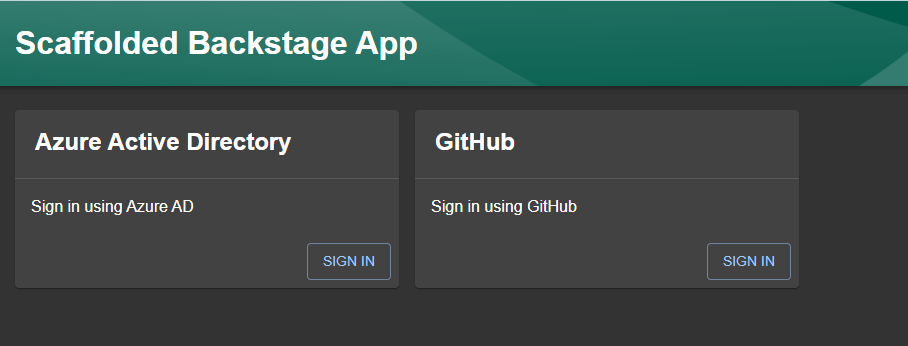 Scaffolded Backstage App
Azure Active Directory
Sign in using Azure AD
SIGN IN
GitHub
Sign in using GitHub
SIGN IN